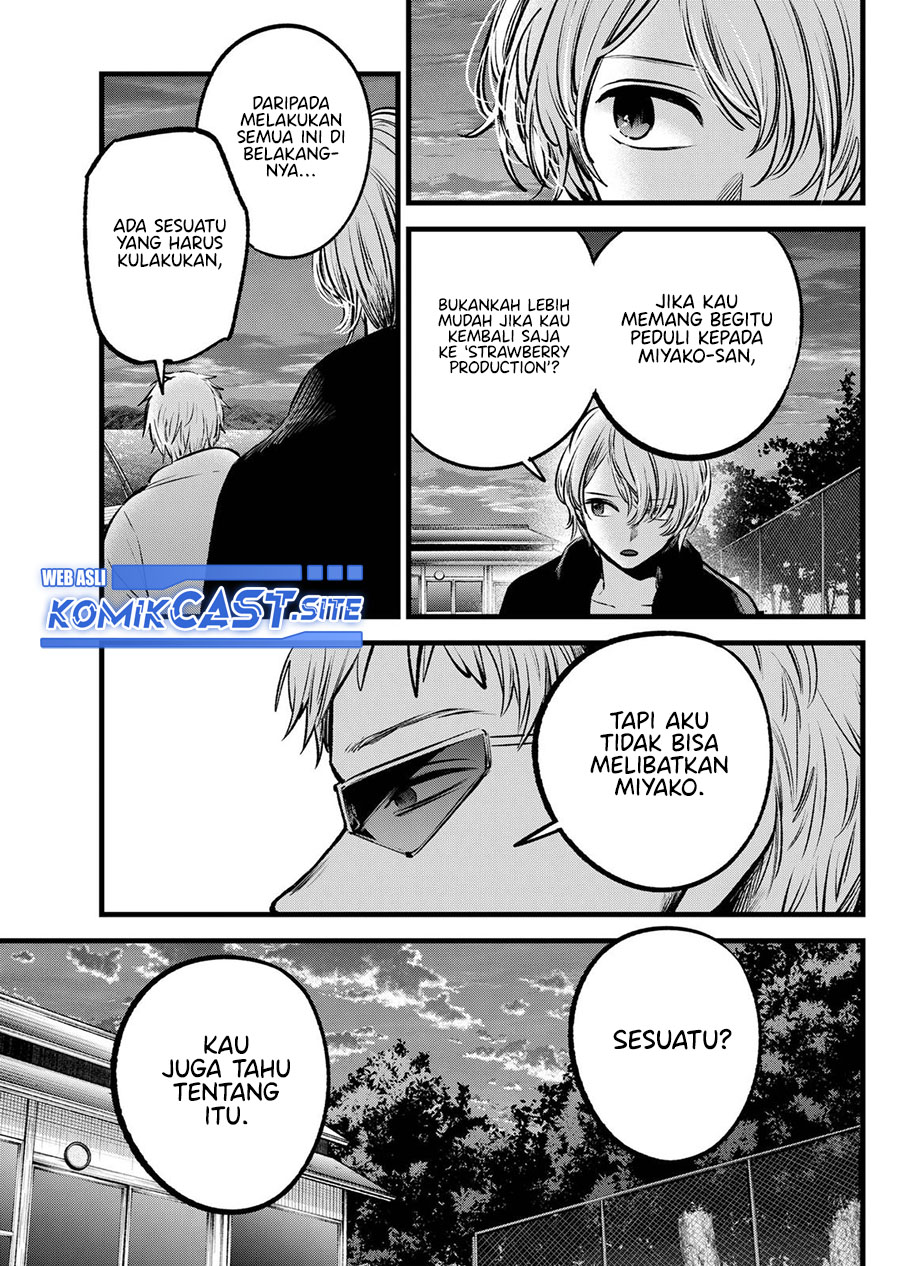 JIKA KAU
MEMANG BEGITU
PEDULI KEPADA
MIYAKO-SAN,
BUKANKAH LEBIH
MUDAH JIKA KAU
KEMBALI SAJA
KE ‘STRAWBERRY
PRODUCTION’?
DARIPADA
MELAKUKAN
SEMUA INI DI
BELAKANG-
NYA...
ADA SESUATU
YANG HARUS
KULAKUKAN,
WEB ASLI
KOMIKCAST.SITE
TAPI AKU
TIDAK BISA
MELIBATKAN
MIYAKO.
SESUATU?
KAU
JUGA TAHU
TENTANG
ITU.